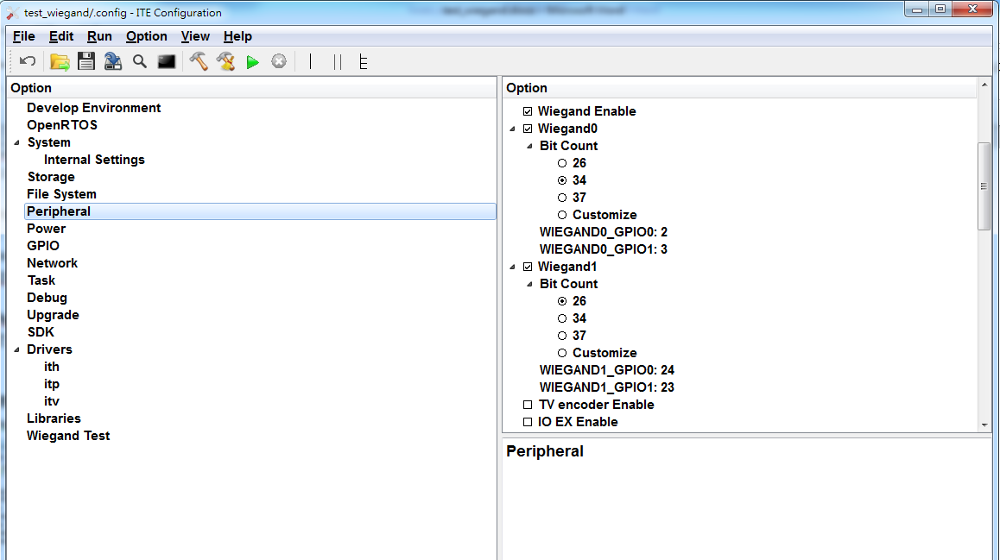 test_wiegand/.config - ITE Configuration
File Edit Run Option View Help
Option
Develop Environment
OpenRTOS
System
Internal Settings
Storage
File System
Peripheral
Power
GPIO
Network
Task
Debug
Upgrade
SDK
Drivers
ith
itp
itv
Libraries
Wiegand Test
Option
Wiegand Enable
Wiegand0
Bit Count
26
34
37
Customize
WIEGAND0_GPIO0: 2
WIEGAND0_GPIO1: 3
Wiegand1
Bit Count
26
34
37
Customize
WIEGAND1_GPIO0: 24
WIEGAND1_GPIO1: 23
TV encoder Enable
IO EX Enable
Peripheral